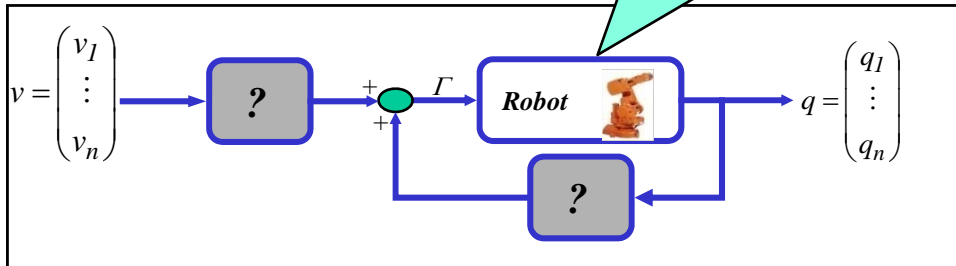 v = (v1 ⋮ vn)
?
+
+
Γ
Robot
q = (q1 ⋮ qn)
?